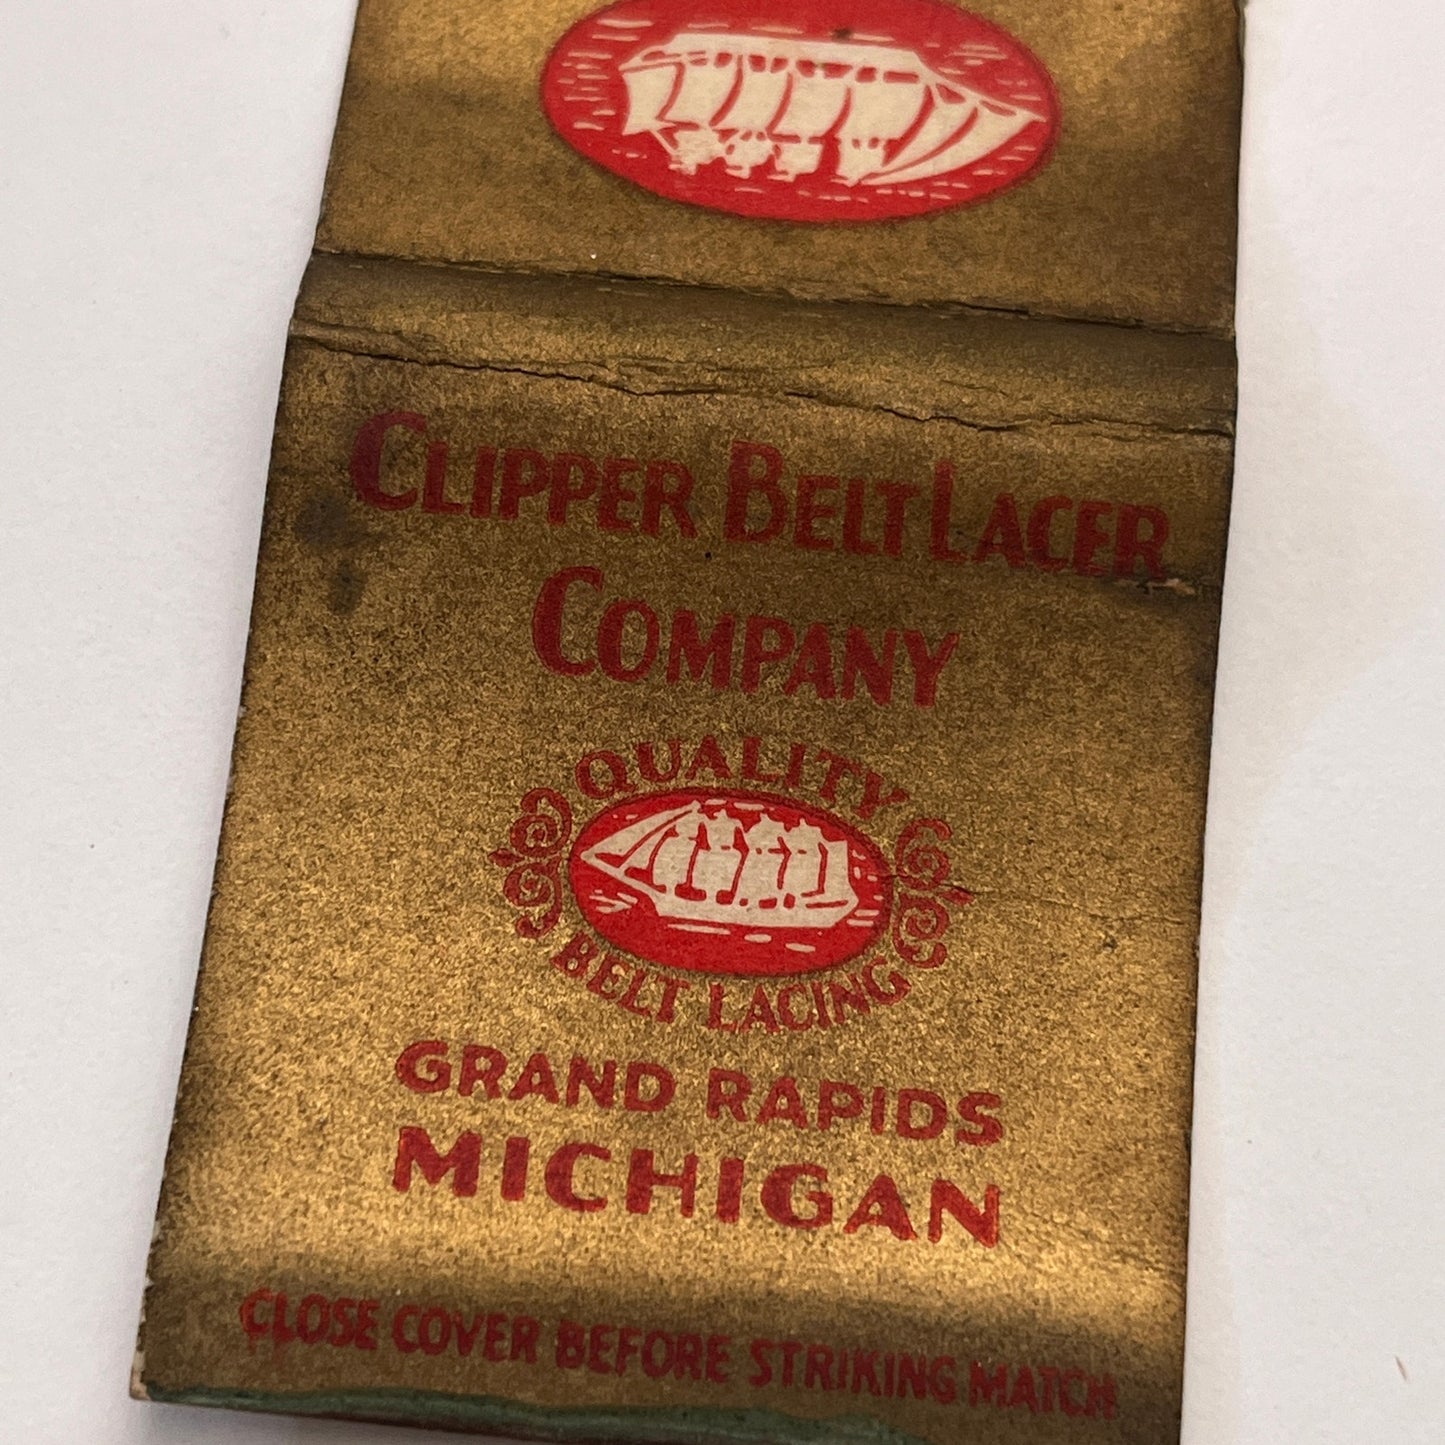 CLIPPER BELT LACER
COMPANY
QUALITY
BELT LACING
GRAND RAPIDS
MICHIGAN
CLOSE COVER BEFORE STRIKING MATCH